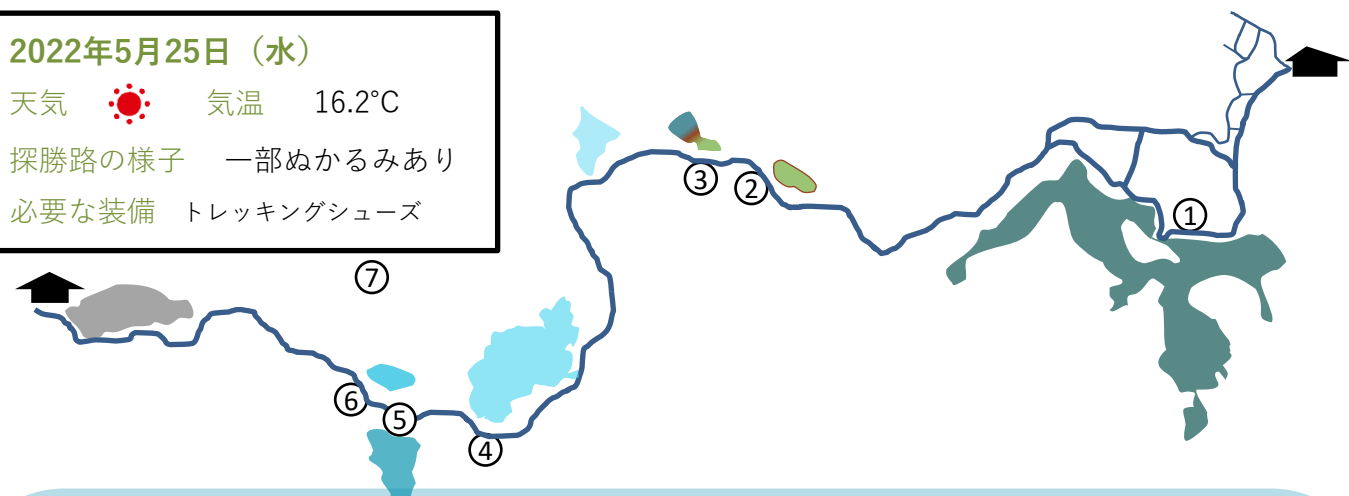 2022年5月25日（水）
天気 気温 16.2°C
探勝路の様子 一部ぬかるみあり
必要な装備 トレッキングシューズ
③
②
①
⑦
⑥
⑤
④